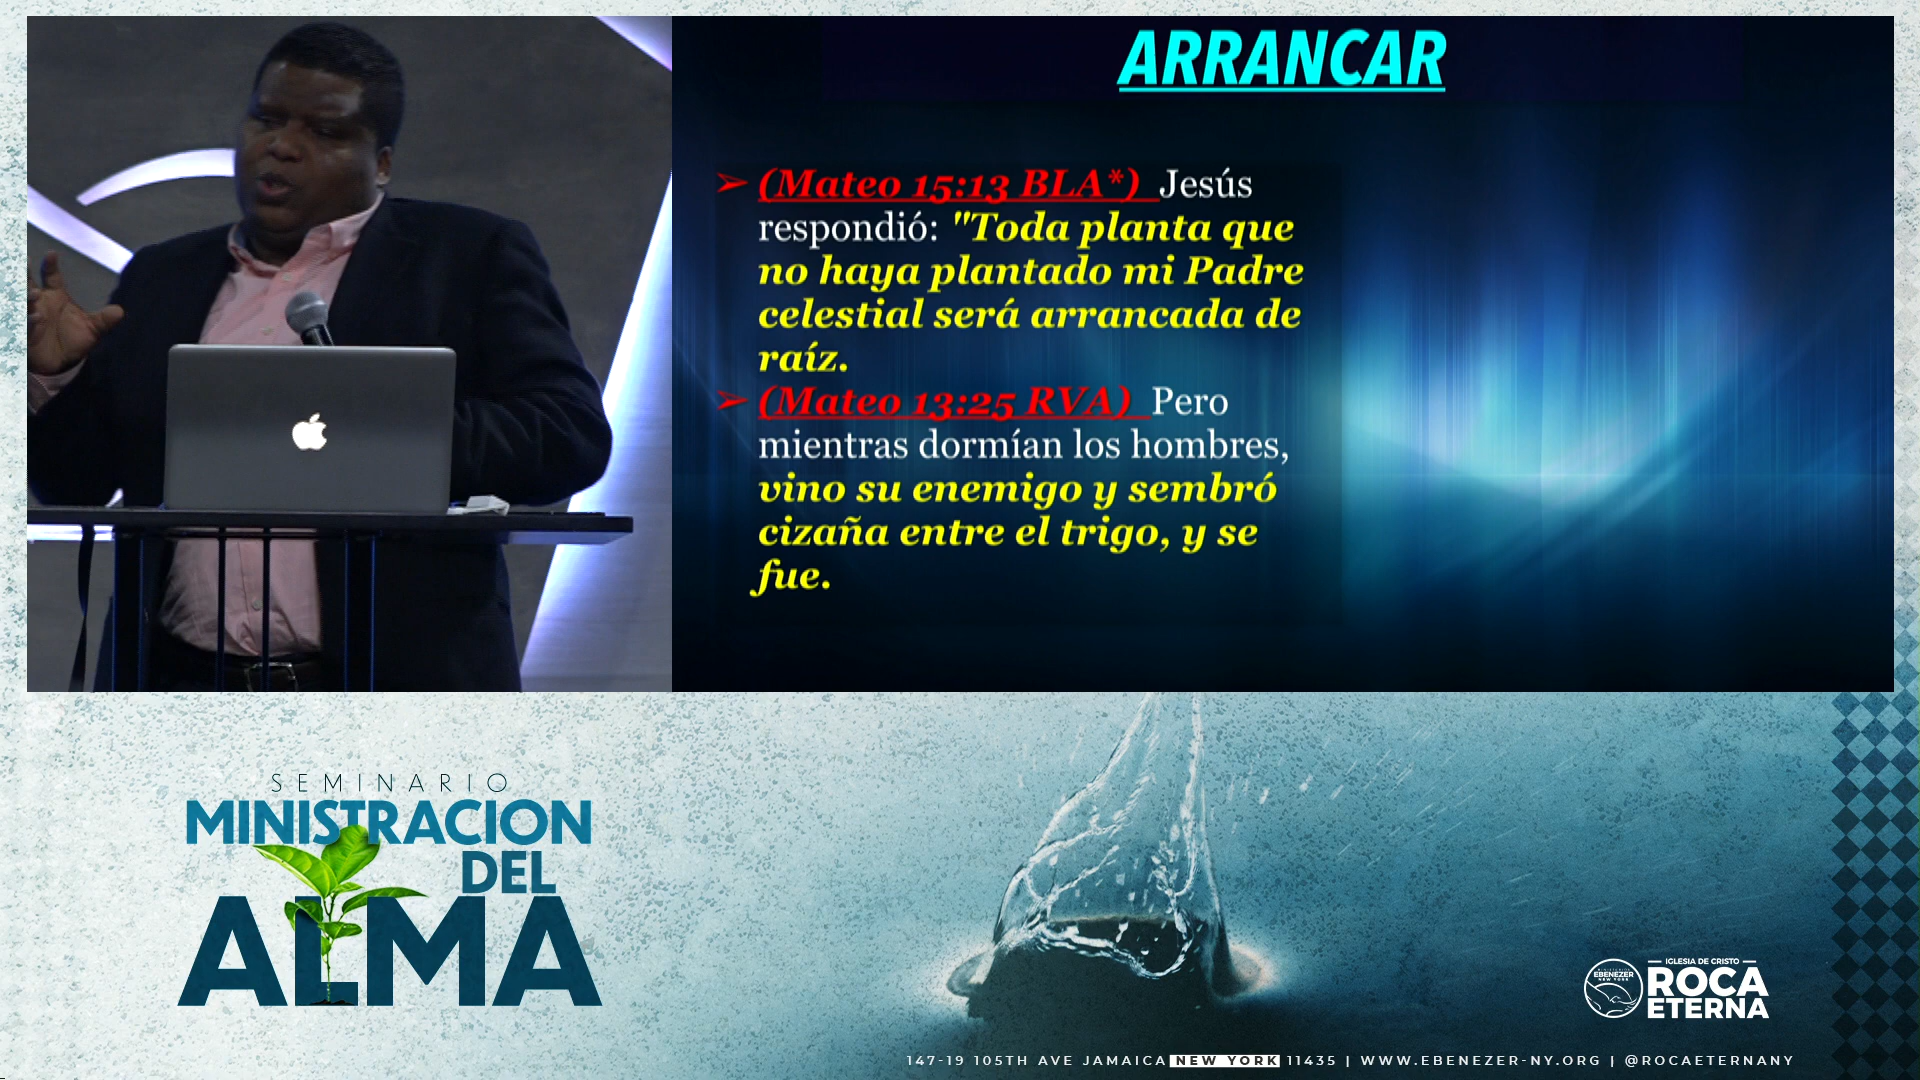 ARRANCAR
➢ (Mateo 15:13 BLA*) Jesús
respondió: "Toda planta que
no haya plantado mi Padre
celestial será arrancada de
raíz.
➢ (Mateo 13:25 RVA) Pero
mientras dormían los hombres,
vino su enemigo y sembró
cizaña entre el trigo, y se
fue.
SEMINARIO
MINISTRACION
DEL
ALMA
IGLESIA DE CRISTO
EBENEZER
NEW YORK
ROCA
ETERNA
147-19 105TH AVE JAMAICA NEW YORK 11435 | WWW.EBENEZER-NY.ORG | @ROCAETERNANY